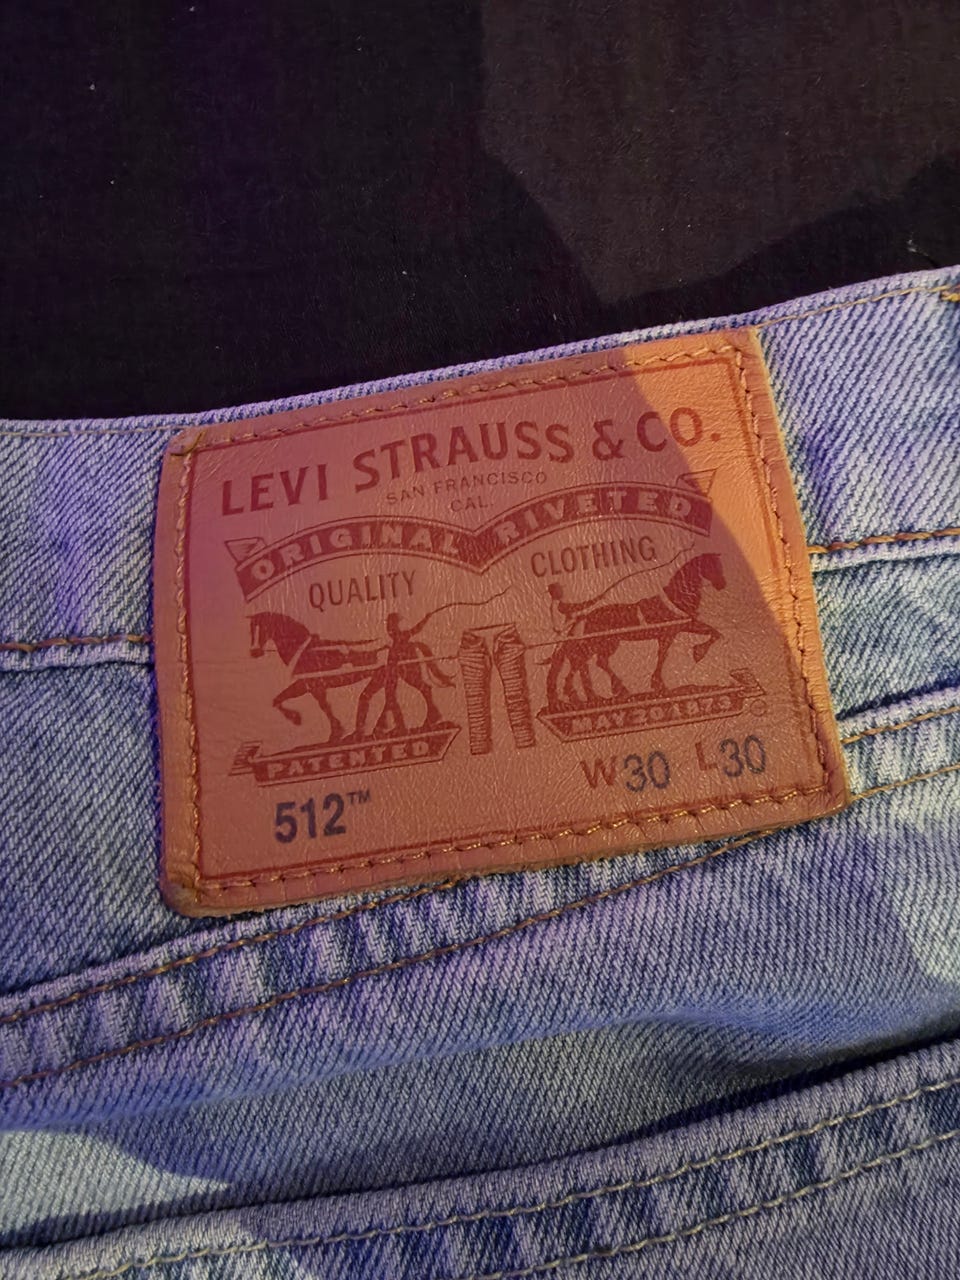 LEVI STRAUSS & CO.
SAN FRANCISCO
CAL.
ORIGINAL RIVETED
QUALITY CLOTHING
PATENTED MAY 20 1873
W30 L30
512™